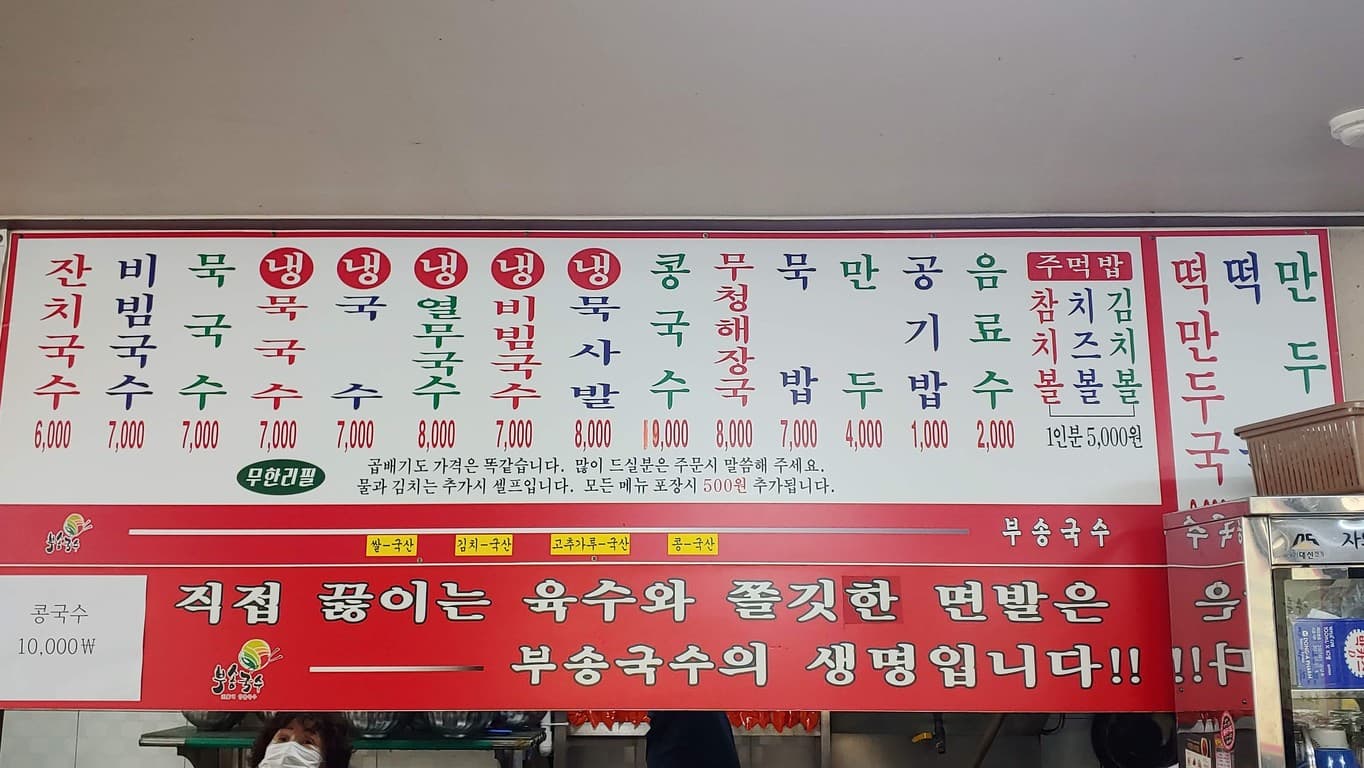 잔치국수 6,000
비빔국수 7,000
묵국수 7,000
냉묵국수 7,000
냉국수 7,000
냉열무국수 8,000
냉비빔국수 7,000
냉묵사발 8,000
콩국수 9,000
무청해장국 8,000
묵밥 7,000
만두 4,000
공기밥 1,000
음료수 2,000
주먹밥
참치볼
치즈볼
김치볼
1인분 5,000원
떡만두국
떡
만두
무한리필
곱배기도 가격은 똑같습니다. 많이 드실분은 주문시 말씀해 주세요.
물과 김치는 추가시 셀프입니다. 모든 메뉴 포장시 500원 추가됩니다.
부송국수
부송국수
쌀-국산
김치-국산
고추가루-국산
콩-국산
콩국수
10,000₩
직접 끓이는 육수와 쫄깃한 면발은
부송국수의 생명입니다!!
부송국수